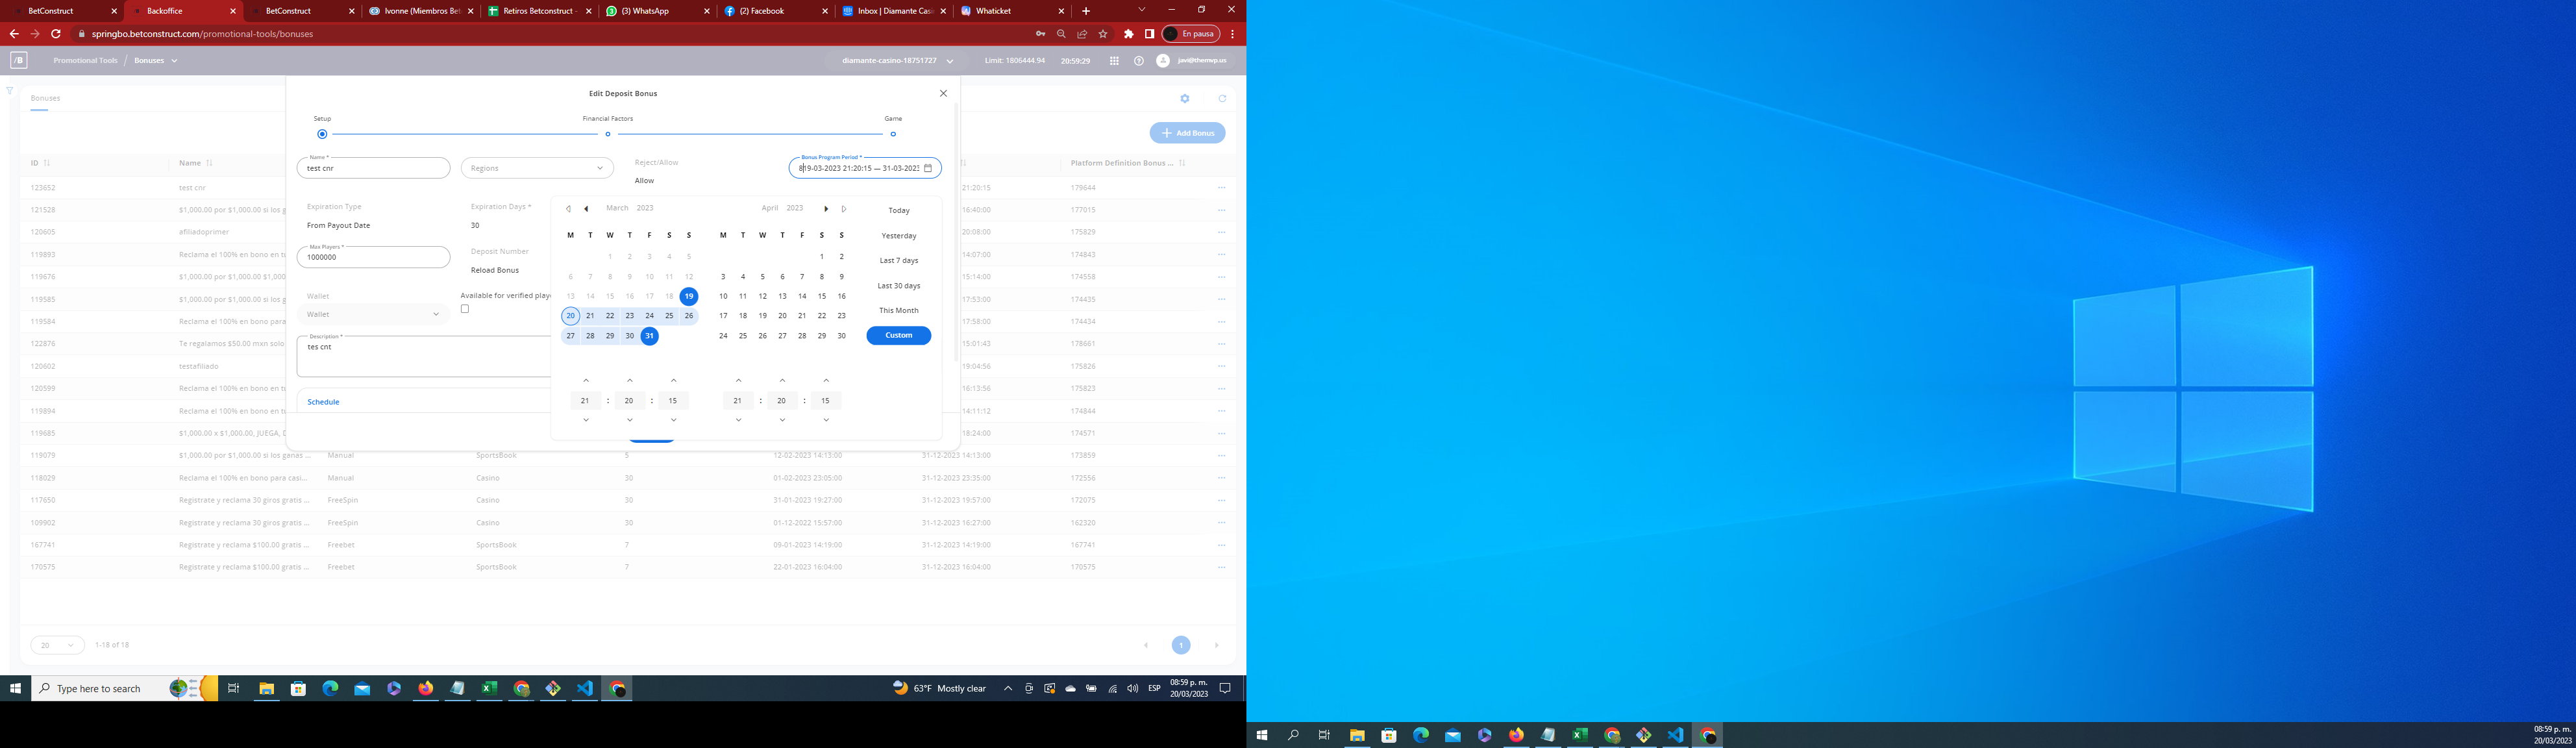 BetConstruct
Backoffice
BetConstruct
Ivonne (Miembros Bet
Retiros Betconstruct -
(3) WhatsApp
(2) Facebook
Inbox | Diamante Casi
Whaticket
springbo.betconstruct.com/promotional-tools/bonuses
En pausa
/B
Promotional Tools / Bonuses
diamante-casino-18751727
Limit: 1806444.94
20:59:29
javi@themvp.us
Bonuses
Edit Deposit Bonus
Setup
Financial Factors
Game
Add Bonus
ID
Name
Platform Definition Bonus ...
Name *
test cnr
Regions
Reject/Allow
Allow
Bonus Program Period *
819-03-2023 21:20:15 — 31-03-2023
Expiration Type
From Payout Date
Expiration Days *
30
Max Players *
1000000
Deposit Number
Reload Bonus
Wallet
Wallet
Available for verified playe
Description *
tes cnt
Schedule
March 2023
April 2023
M T W T F S S
M T W T F S S
1 2 3 4 5
1 2
6 7 8 9 10 11 12
3 4 5 6 7 8 9
13 14 15 16 17 18 19
10 11 12 13 14 15 16
20 21 22 23 24 25 26
17 18 19 20 21 22 23
27 28 29 30 31
24 25 26 27 28 29 30
Today
Yesterday
Last 7 days
Last 30 days
This Month
Custom
21 : 20 : 15
21 : 20 : 15
123652 test cnr 21:20:15 179644
121528 $1,000.00 por $1,000.00 si los g 16:40:00 177015
120605 afiliadoprimer 20:08:00 175829
119893 Reclama el 100% en bono en tu 14:07:00 174843
119676 $1,000.00 por $1,000.00 $1,000 15:14:00 174558
119585 $1,000.00 por $1,000.00 si los g 17:53:00 174435
119584 Reclama el 100% en bono para 17:58:00 174434
122876 Te regalamos $50.00 mxn solo 15:01:43 178661
120602 testafiliado 19:04:56 175826
120599 Reclama el 100% en bono en tu 16:13:56 175823
119894 Reclama el 100% en bono en tu 14:11:12 174844
119685 $1,000.00 x $1,000.00, JUEGA, D 18:24:00 174571
119079 $1,000.00 por $1,000.00 si los ganas ... Manual SportsBook 5 12-02-2023 14:13:00 31-12-2023 14:13:00 173859
118029 Reclama el 100% en bono para casi... Manual Casino 30 01-02-2022 23:05:00 31-12-2023 23:35:00 172556
117650 Registrate y reclama 30 giros gratis ... FreeSpin Casino 30 31-01-2023 19:27:00 31-12-2023 19:57:00 172075
109902 Registrate y reclama 30 giros gratis ... FreeSpin Casino 30 01-12-2022 15:57:00 31-12-2023 16:27:00 162320
167741 Registrate y reclama $100.00 gratis ... Freebet SportsBook 7 09-01-2023 14:19:00 31-12-2023 14:19:00 167741
170575 Registrate y reclama $100.00 gratis ... Freebet SportsBook 7 22-01-2023 16:04:00 31-12-2023 16:04:00 170575
20
1-18 of 18
1
Type here to search
63°F Mostly clear
ESP
08:59 p. m.
20/03/2023
08:59 p. m.
20/03/2023